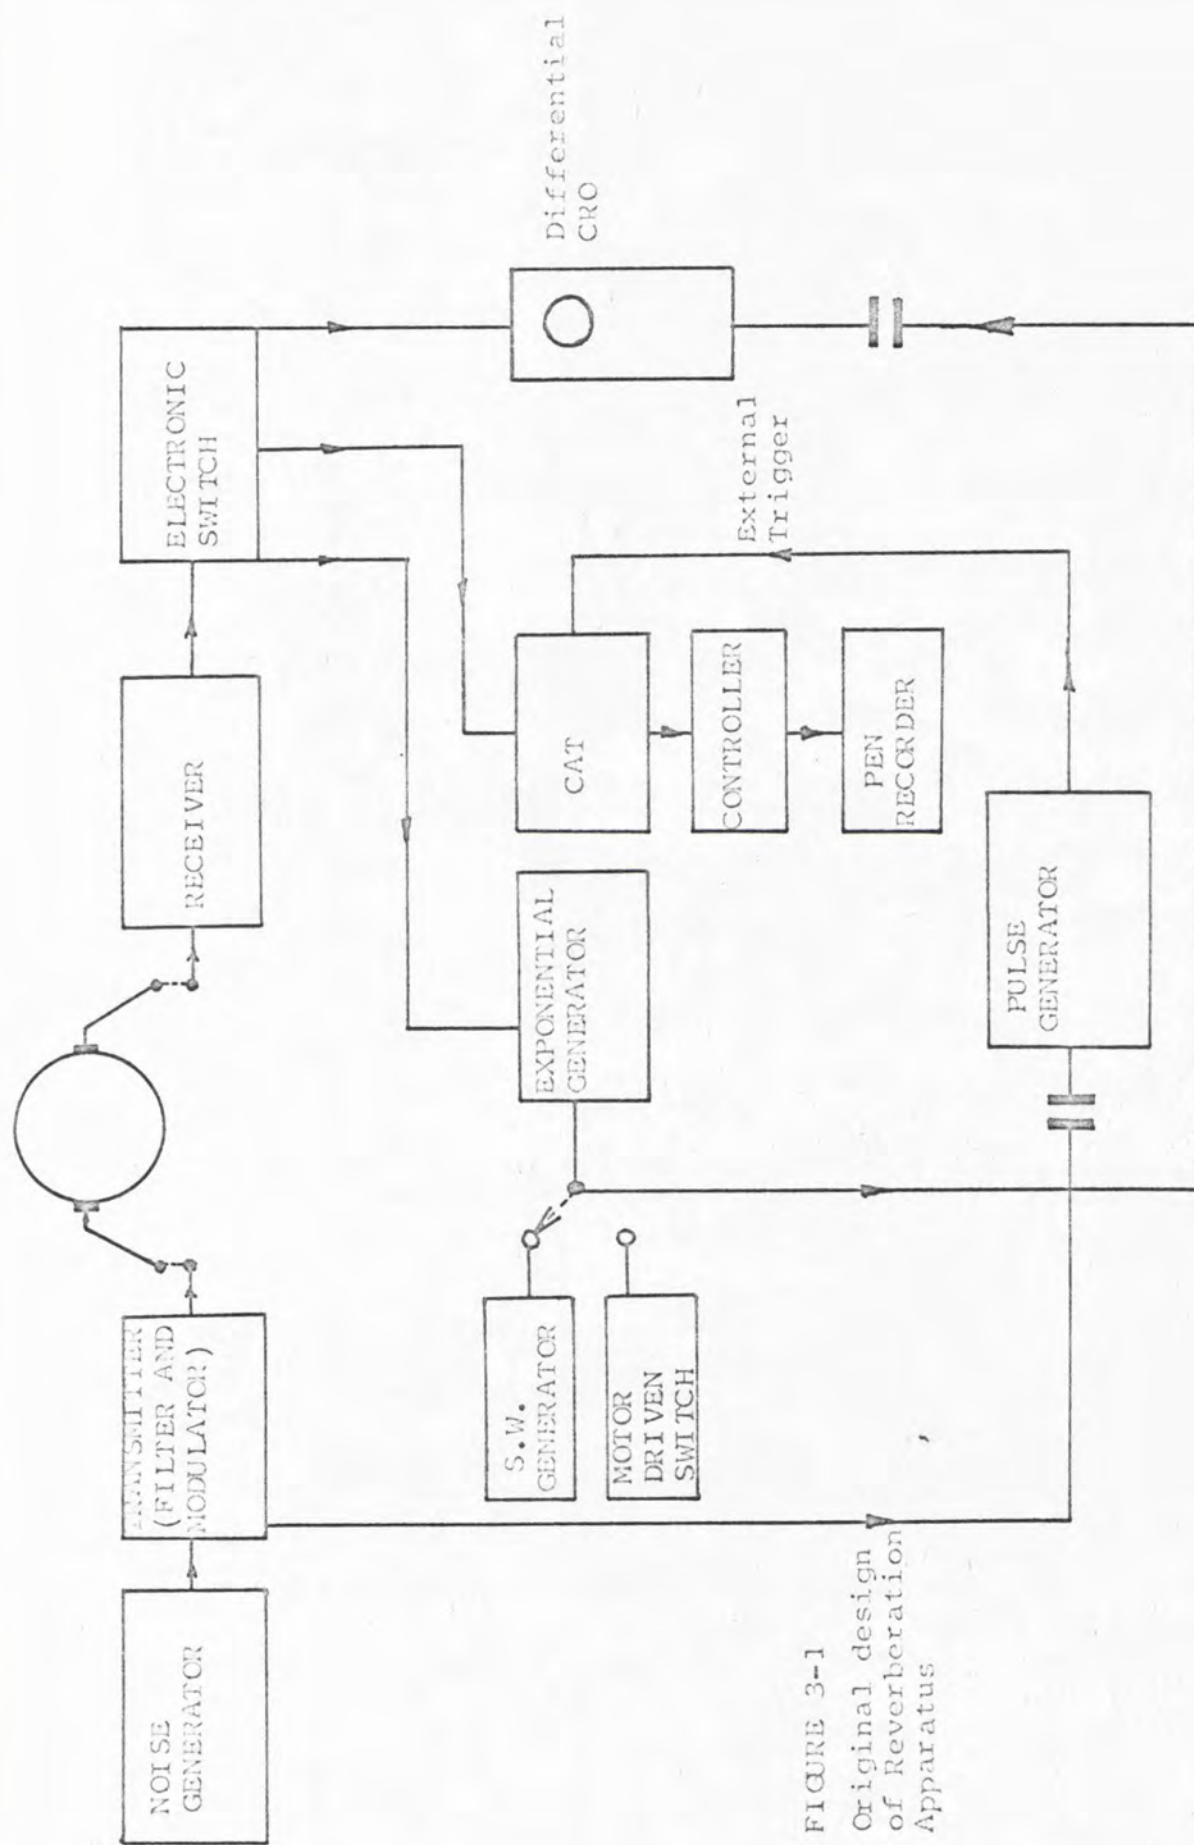 NOISE
GENERATOR
TRANSMITTER
(FILTER AND
MODULATOR)
RECEIVER
ELECTRONIC
SWITCH
S.W.
GENERATOR
MOTOR
DRIVEN
SWITCH
EXPONENTIAL
GENERATOR
CAT
CONTROLLER
PEN
RECORDER
External
Trigger
Differential
CRO
PULSE
GENERATOR
FIGURE 3-1
Original design
of Reverberation
Apparatus